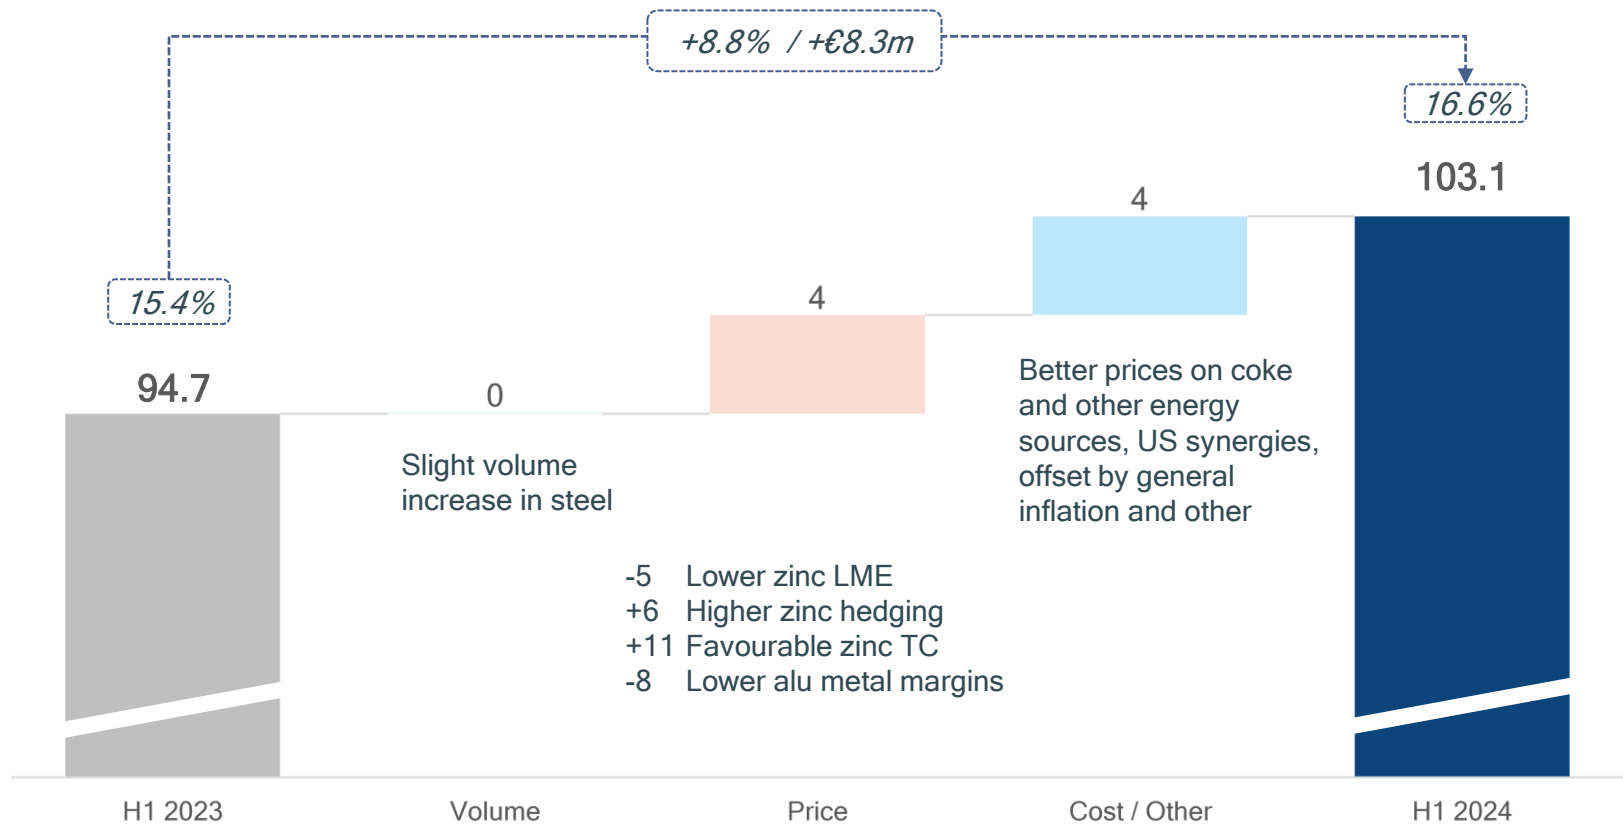 +8.8% / +€8.3m
16.6%
103.1
4
15.4%
4
94.7
0
Better prices on coke
and other energy
sources, US synergies,
offset by general
inflation and other
Slight volume
increase in steel
-5 Lower zinc LME
+6 Higher zinc hedging
+11 Favourable zinc TC
-8 Lower alu metal margins
H1 2023 Volume Price Cost / Other H1 2024